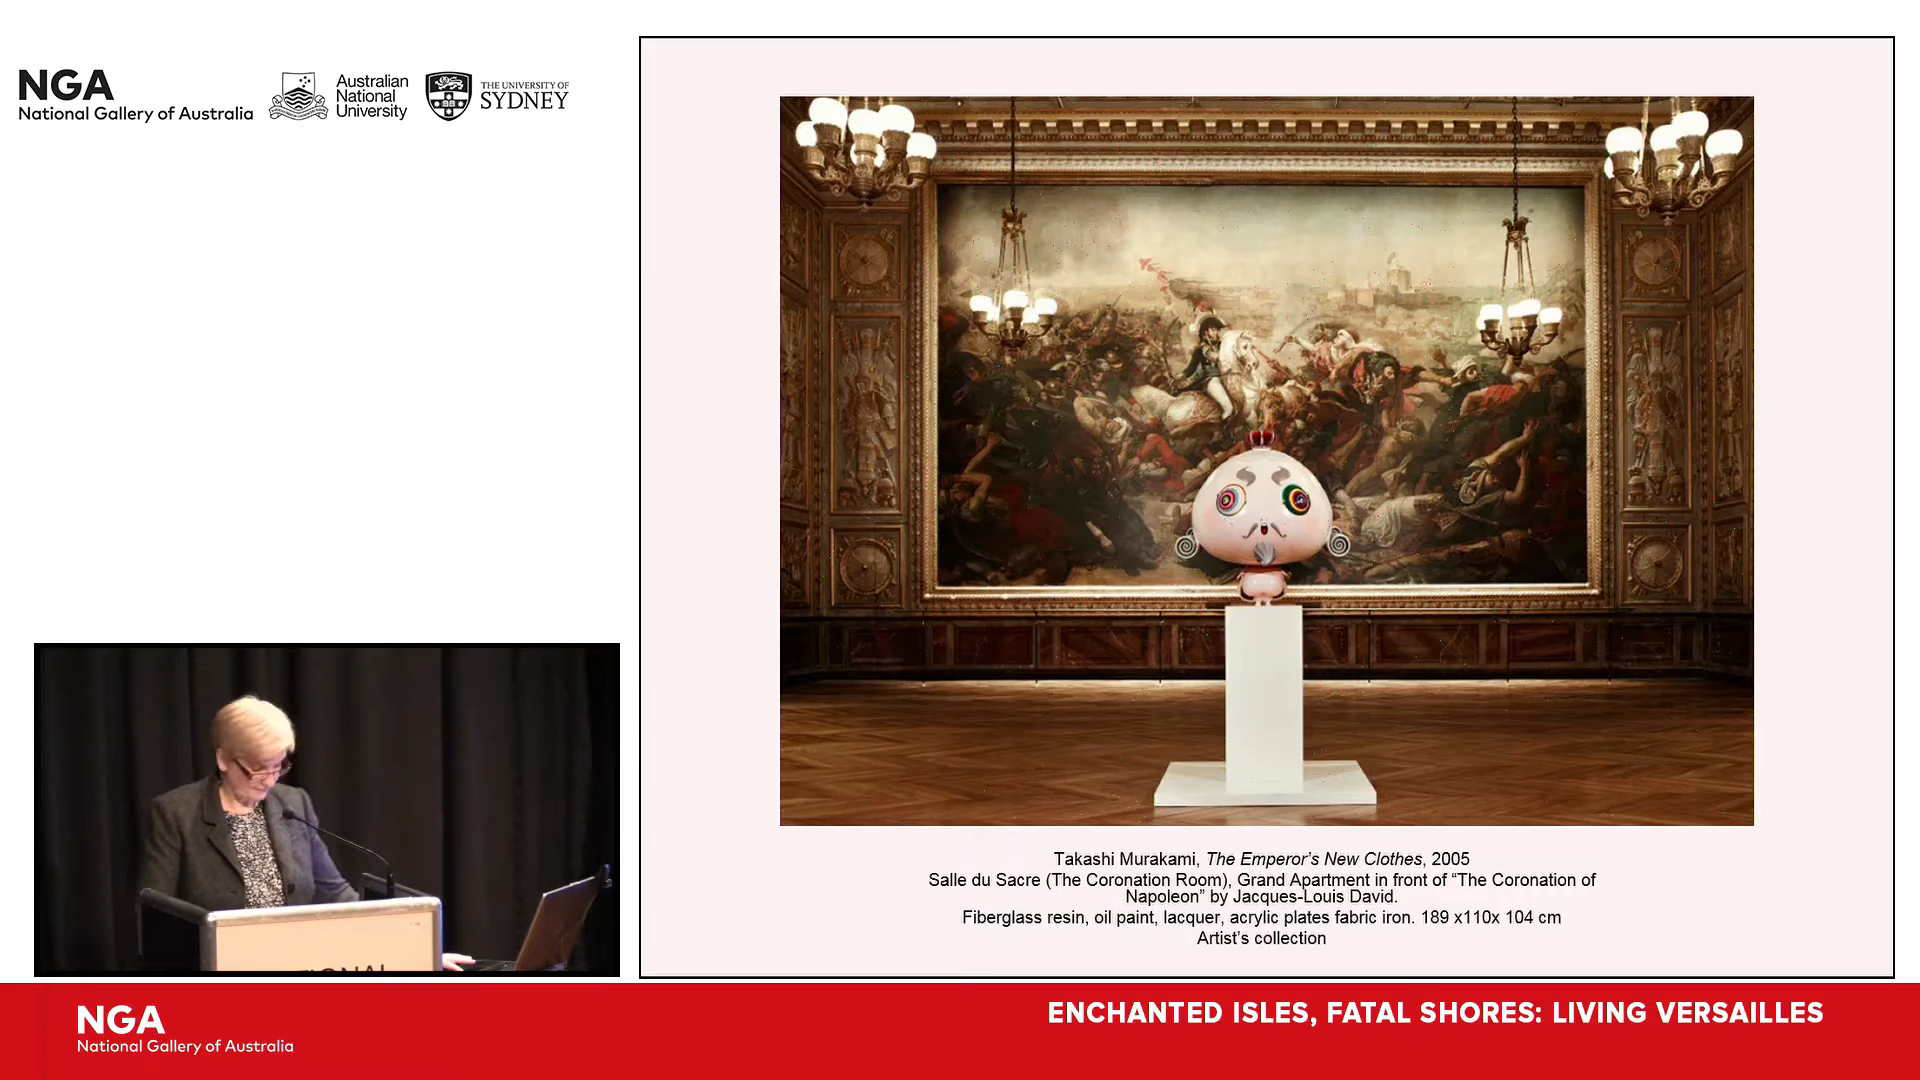 NGA
National Gallery of Australia
Australian
National
University
THE UNIVERSITY OF
SYDNEY
Takashi Murakami, The Emperor’s New Clothes, 2005
Salle du Sacre (The Coronation Room), Grand Apartment in front of “The Coronation of
Napoleon” by Jacques-Louis David.
Fiberglass resin, oil paint, lacquer, acrylic plates fabric iron. 189 x110x 104 cm
Artist’s collection
NGA
National Gallery of Australia
ENCHANTED ISLES, FATAL SHORES: LIVING VERSAILLES